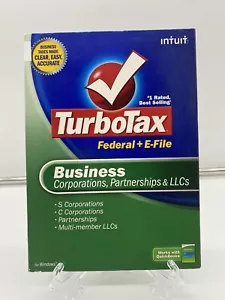 BUSINESS
TAXES MADE
CLEAR, EASY,
ACCURATE
intuit
#1 Rated,
Best Selling*
TurboTax
Federal + E-File
Business
Corporations, Partnerships & LLCs
• S Corporations
• C Corporations
• Partnerships
• Multi-member LLCs
for Windows
Works with
QuickBooks